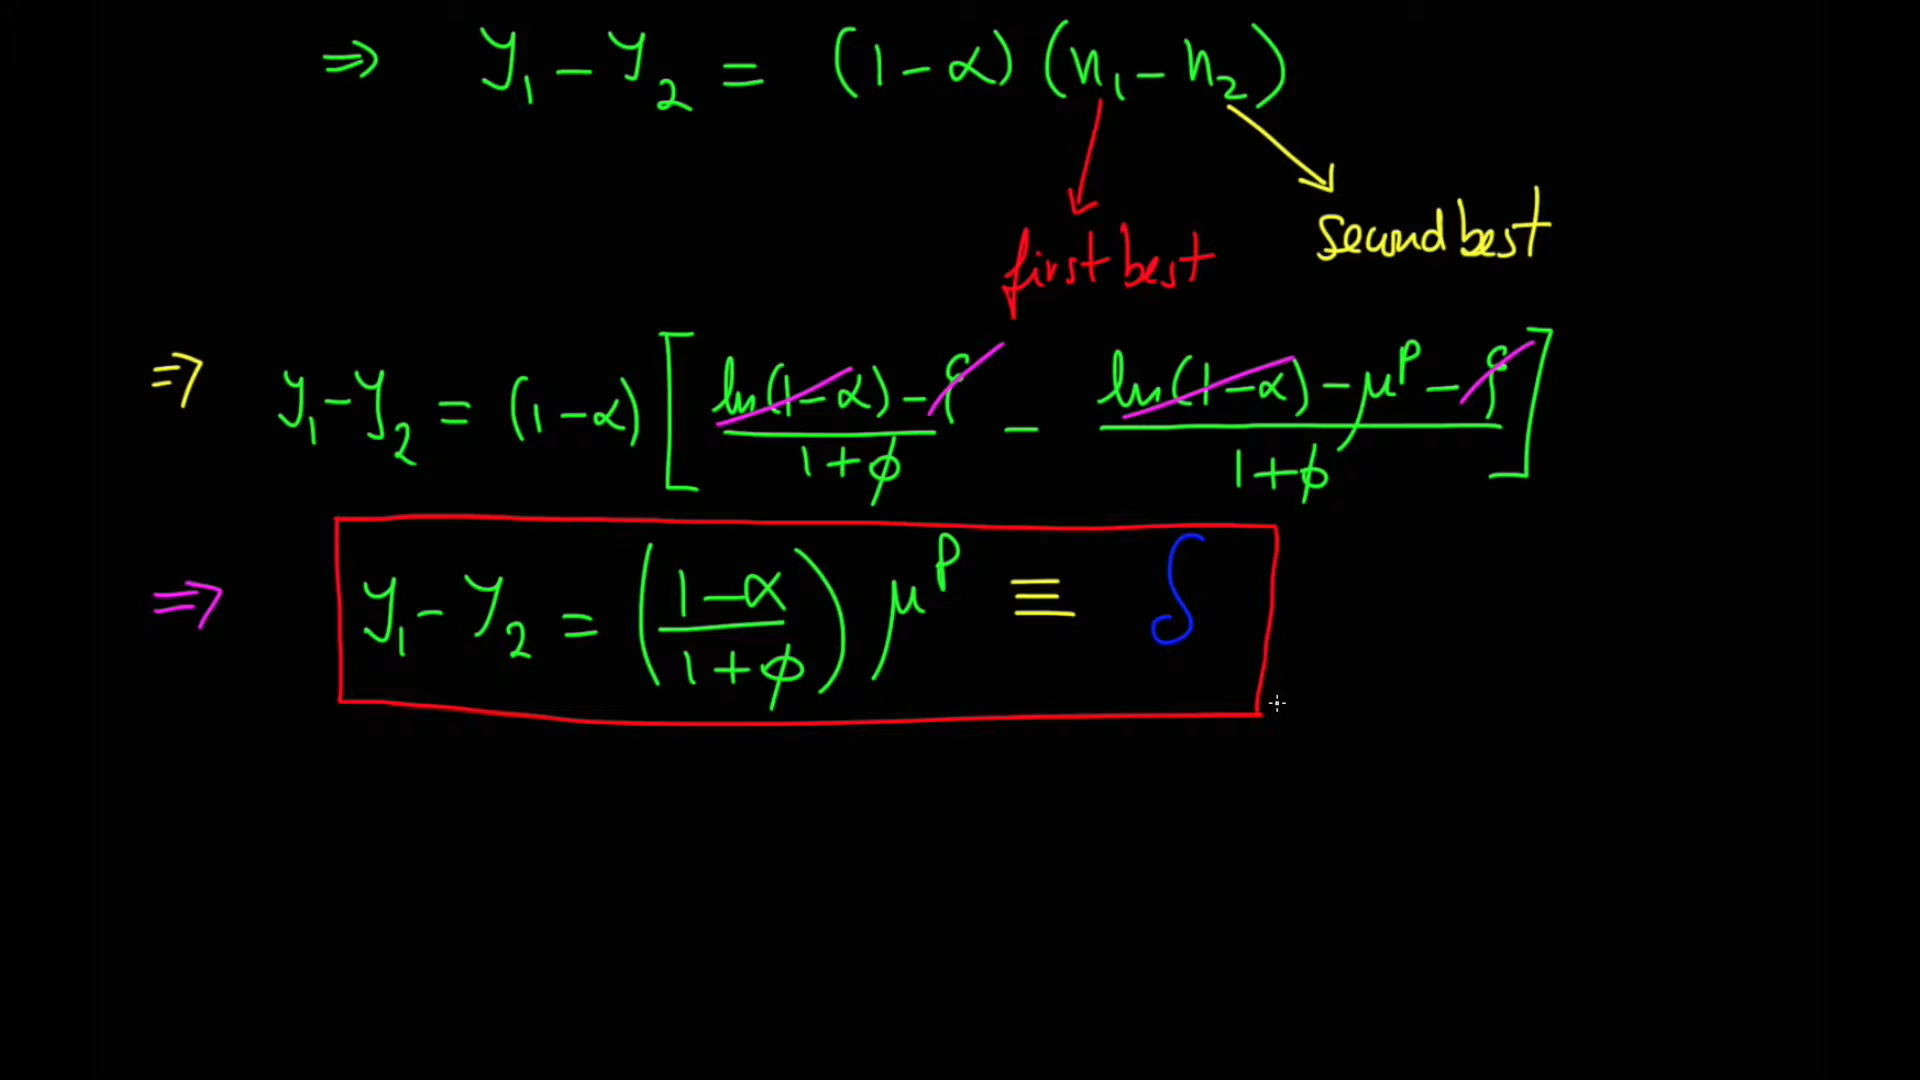 ⇒ y₁ − y₂ = (1 − α) (n₁ − n₂)
first best
second best
⇒ y₁ − y₂ = (1 − α) [ (ln(1 − α) − ς) / (1 + ϕ) − (ln(1 − α) − μᵖ − ς) / (1 + ϕ) ]
⇒ y₁ − y₂ = ((1 − α) / (1 + ϕ)) μᵖ ≡ δ